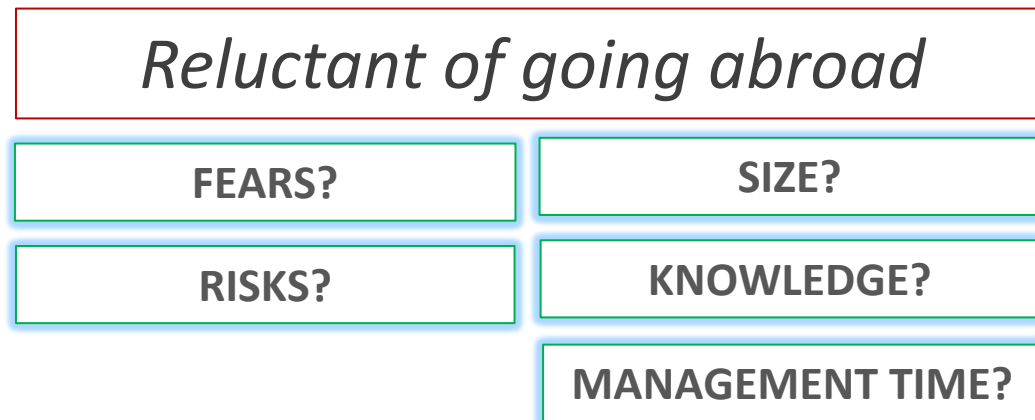 Reluctant of going abroad
FEARS?
SIZE?
RISKS?
KNOWLEDGE?
MANAGEMENT TIME?